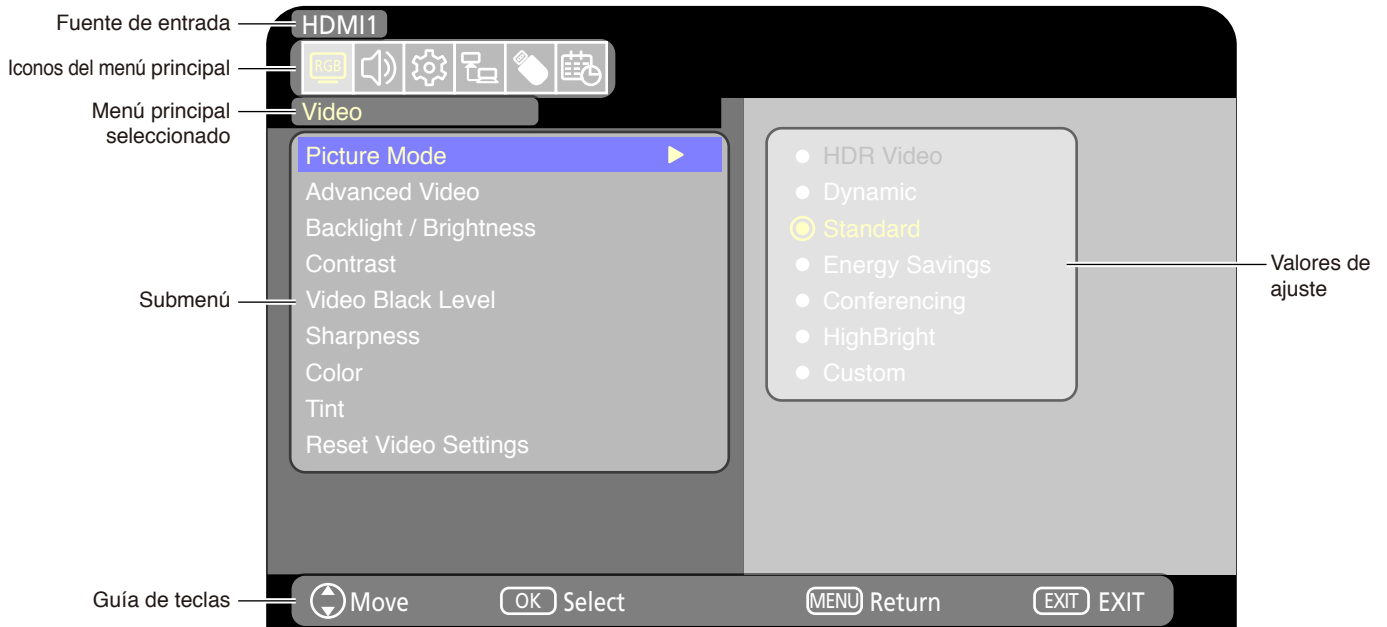 Fuente de entrada
HDMI1
Iconos del menú principal
RGB
Menú principal
seleccionado
Video
Submenú
Picture Mode
Advanced Video
Backlight / Brightness
Contrast
Video Black Level
Sharpness
Color
Tint
Reset Video Settings
HDR Video
Dynamic
Standard
Energy Savings
Conferencing
HighBright
Custom
Valores de
ajuste
Guía de teclas
Move
OK Select
MENU Return
EXIT EXIT